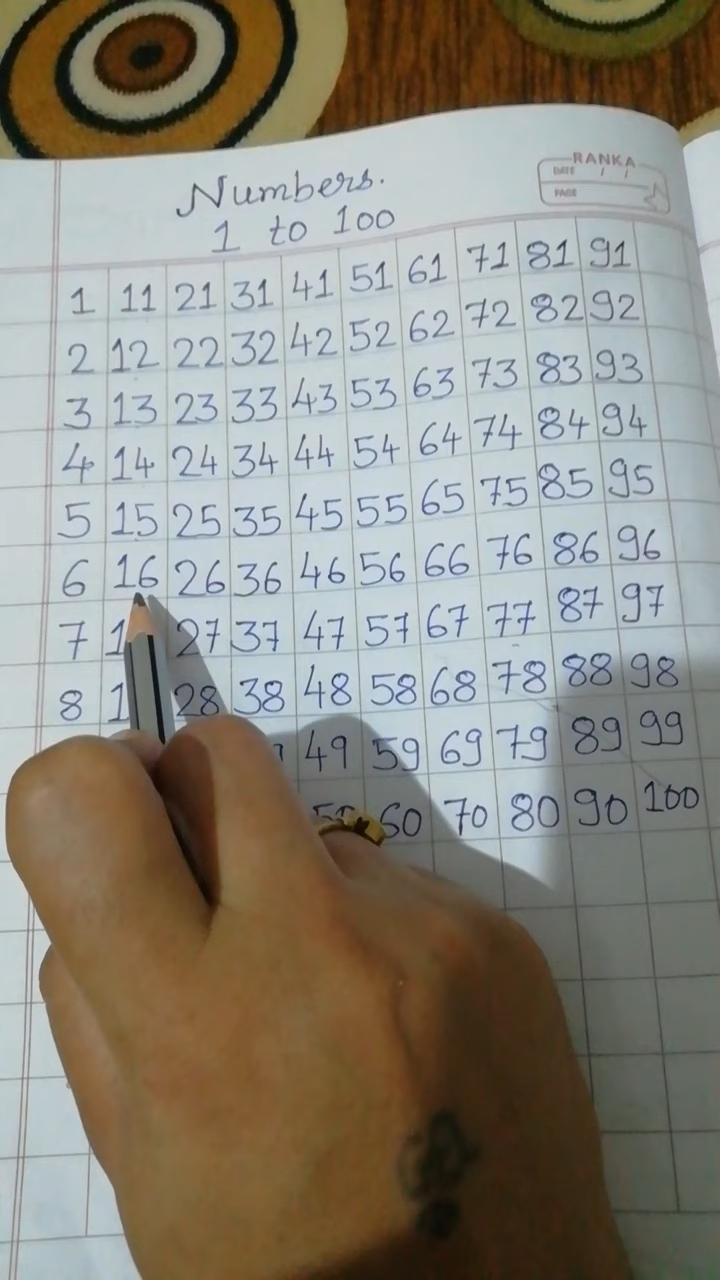 RANKA
DATE / /
PAGE
Numbers.
1 to 100
1 11 21 31 41 51 61 71 81 91
2 12 22 32 42 52 62 72 82 92
3 13 23 33 43 53 63 73 83 93
4 14 24 34 44 54 64 74 84 94
5 15 25 35 45 55 65 75 85 95
6 16 26 36 46 56 66 76 86 96
7 27 37 47 57 67 77 87 97
8 28 38 48 58 68 78 88 98
49 59 69 79 89 99
60 70 80 90 100